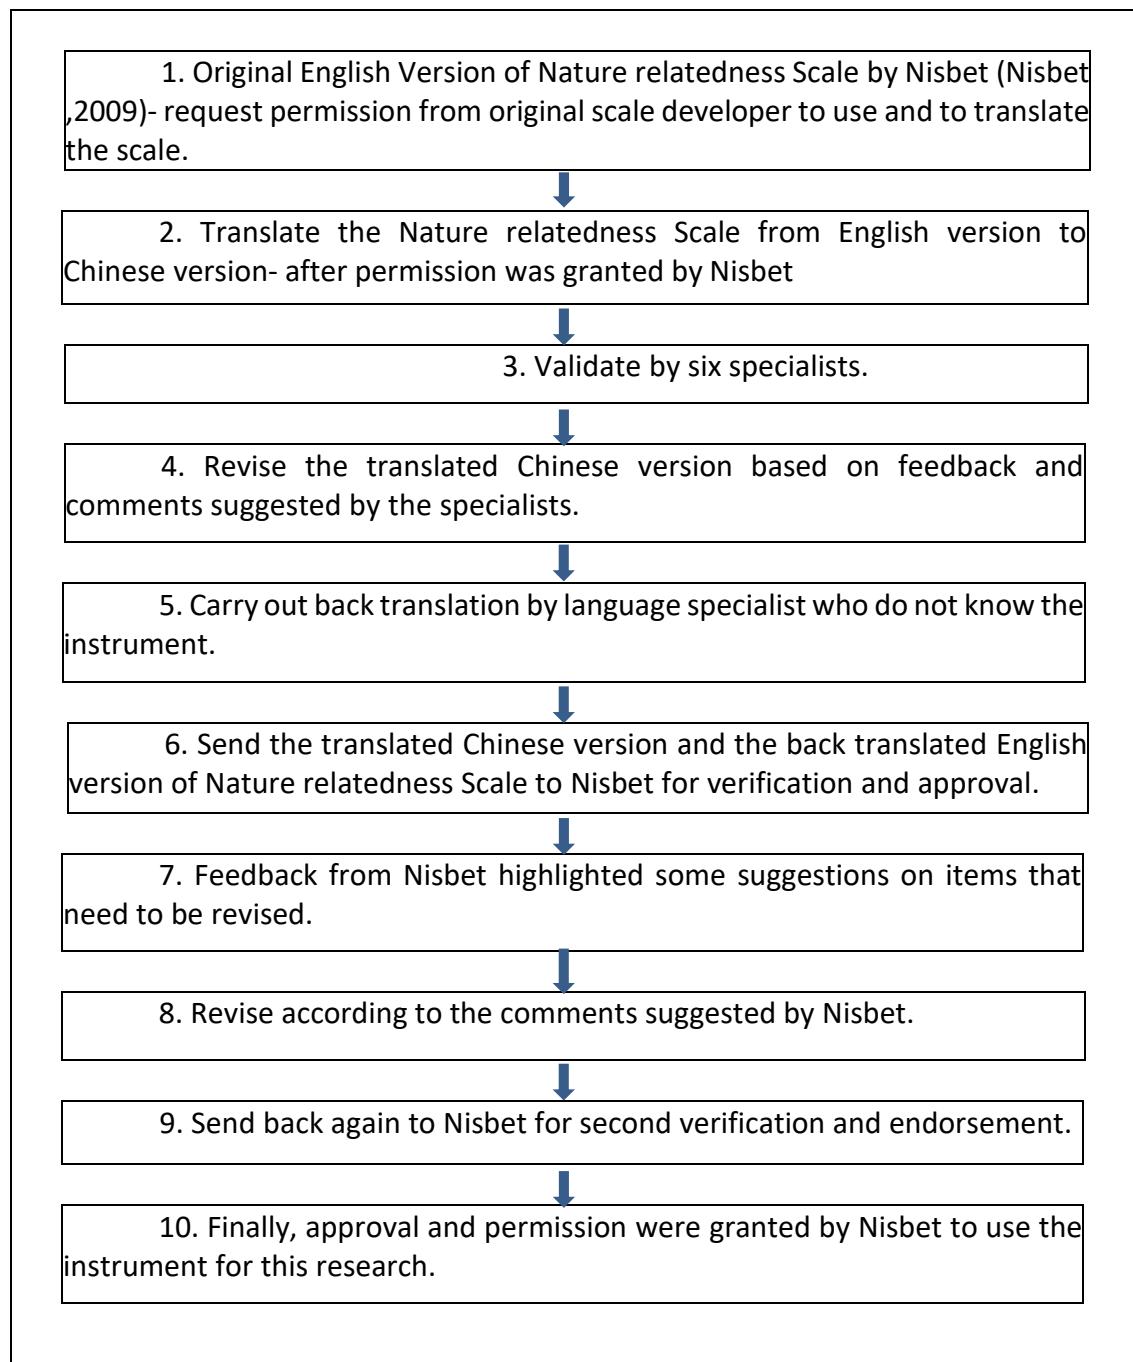 1. Original English Version of Nature relatedness Scale by Nisbet (Nisbet
,2009)- request permission from original scale developer to use and to translate
the scale.
2. Translate the Nature relatedness Scale from English version to
Chinese version- after permission was granted by Nisbet
3. Validate by six specialists.
4. Revise the translated Chinese version based on feedback and
comments suggested by the specialists.
5. Carry out back translation by language specialist who do not know the
instrument.
6. Send the translated Chinese version and the back translated English
version of Nature relatedness Scale to Nisbet for verification and approval.
7. Feedback from Nisbet highlighted some suggestions on items that
need to be revised.
8. Revise according to the comments suggested by Nisbet.
9. Send back again to Nisbet for second verification and endorsement.
10. Finally, approval and permission were granted by Nisbet to use the
instrument for this research.